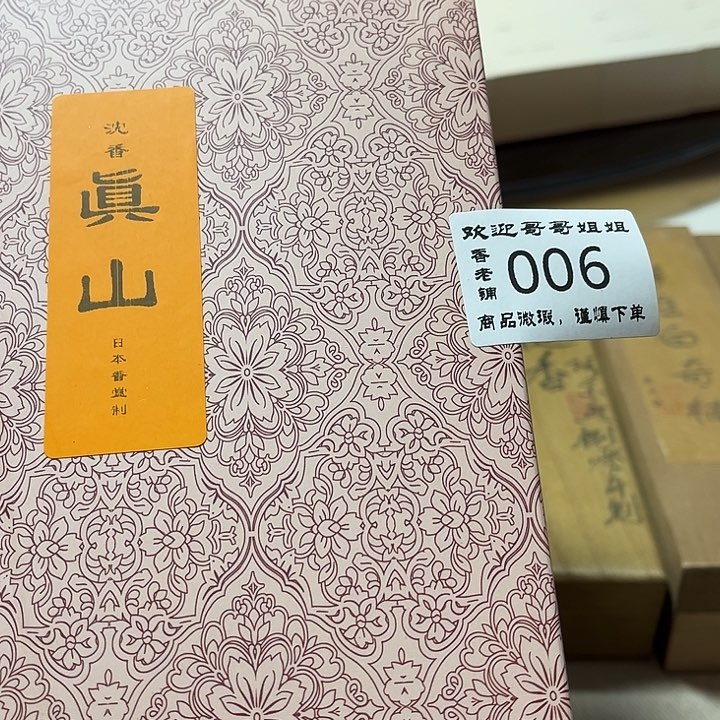 沈香
眞山
日本香堂制
欢迎哥哥姐姐
香老铺
006
商品微瑕，谨慎下单